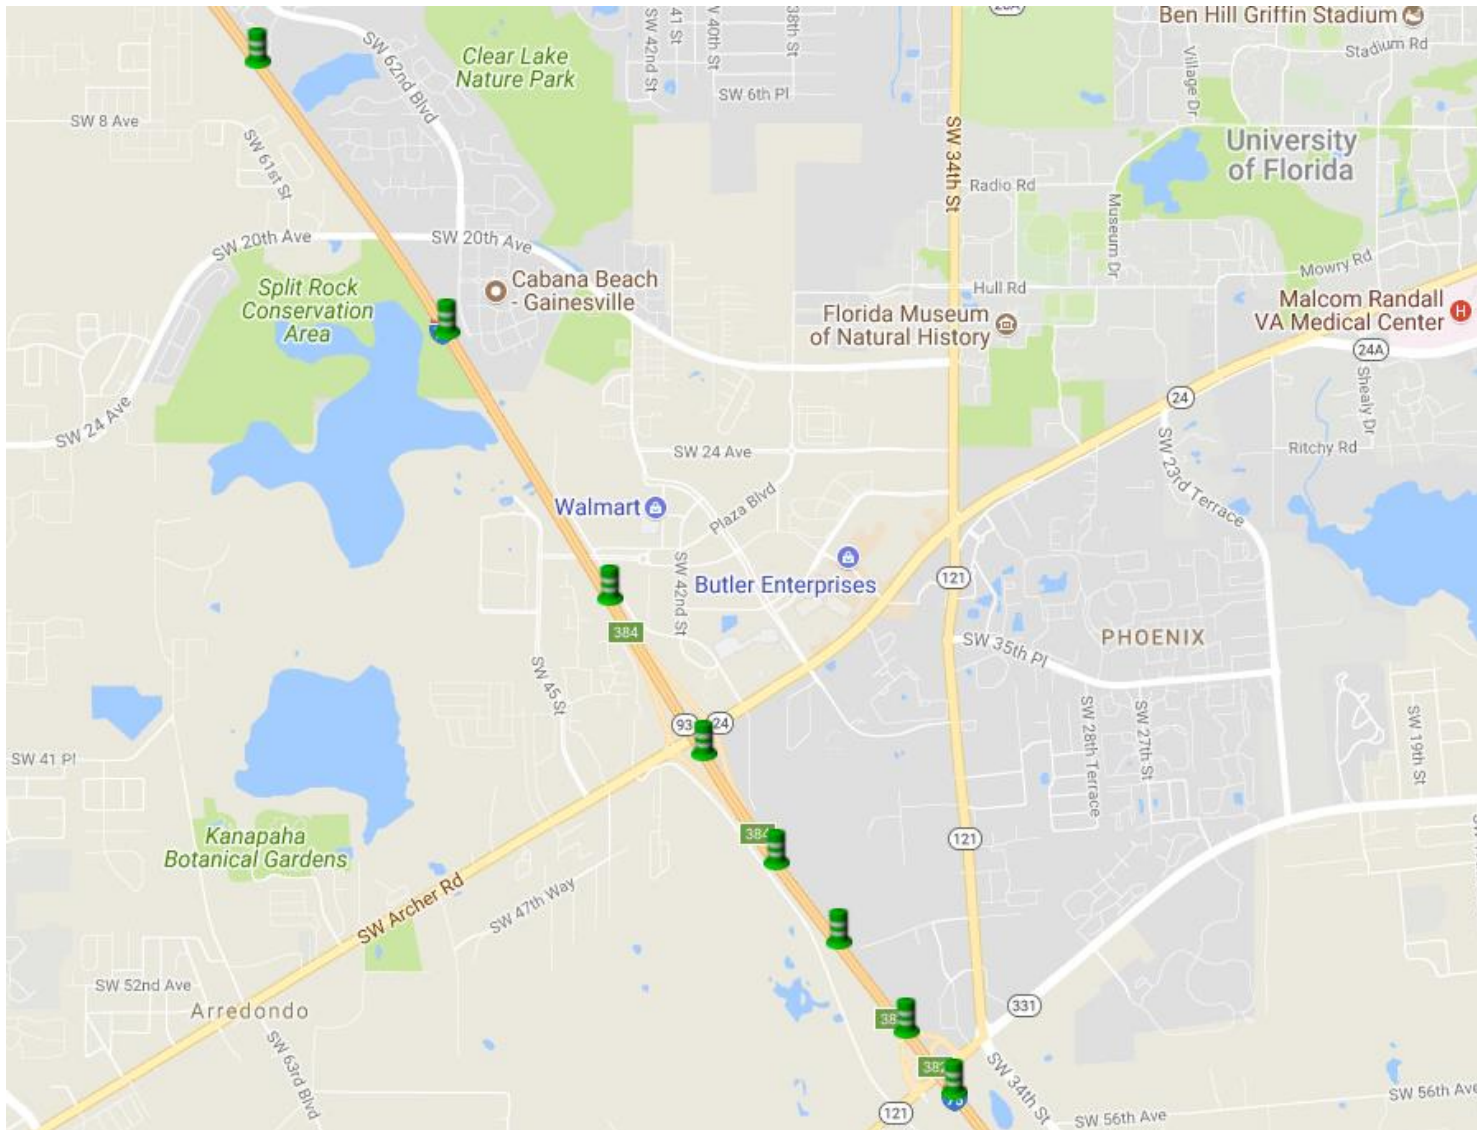 28A
Ben Hill Griffin Stadium
Stadium Rd
SW 62nd Blvd
Clear Lake
Nature Park
SW 42nd St
41 St
40th St
38th St
SW 6th Pl
SW 8 Ave
SW 61st St
SW 34th St
Village Dr
University
of Florida
Radio Rd
Museum Dr
SW 20th Ave
SW 20th Ave
Mowry Rd
Split Rock
Conservation
Area
Cabana Beach
- Gainesville
Hull Rd
Florida Museum
of Natural History
Malcom Randall
VA Medical Center
H
24A
Shealy Dr
24
SW 24 Ave
SW 24 Ave
SW 23rd Terrace
Ritchy Rd
Walmart
Plaza Blvd
SW 42nd St
Butler Enterprises
121
384
SW 35th Pl
PHOENIX
SW 45 St
93
24
SW 28th Terrace
SW 27th St
SW 19th St
SW 41 Pl
Kanapaha
Botanical Gardens
384
121
SW Archer Rd
SW 47th Way
SW 52nd Ave
Arredondo
331
SW 63rd Blvd
382
SW 34th St
75
121
SW 56th Ave
SW 56th Ave